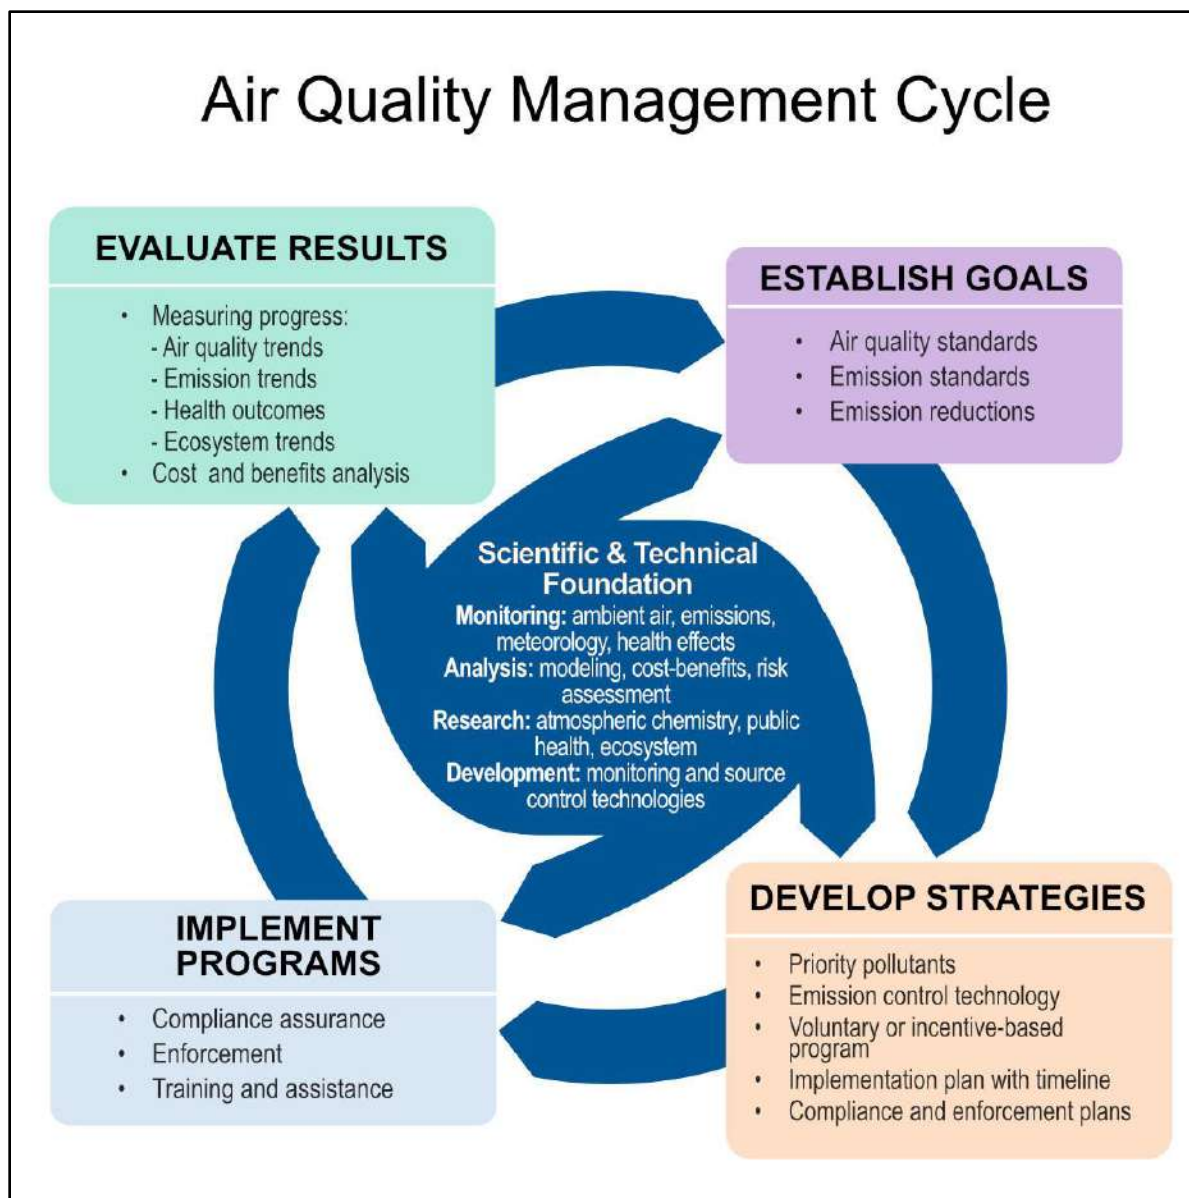 Air Quality Management Cycle
EVALUATE RESULTS
• Measuring progress:
- Air quality trends
- Emission trends
- Health outcomes
- Ecosystem trends
• Cost and benefits analysis
ESTABLISH GOALS
• Air quality standards
• Emission standards
• Emission reductions
Scientific & Technical
Foundation
Monitoring: ambient air, emissions,
meteorology, health effects
Analysis: modeling, cost-benefits, risk
assessment
Research: atmospheric chemistry, public
health, ecosystem
Development: monitoring and source
control technologies
IMPLEMENT
PROGRAMS
• Compliance assurance
• Enforcement
• Training and assistance
DEVELOP STRATEGIES
• Priority pollutants
• Emission control technology
• Voluntary or incentive-based
program
• Implementation plan with timeline
• Compliance and enforcement plans